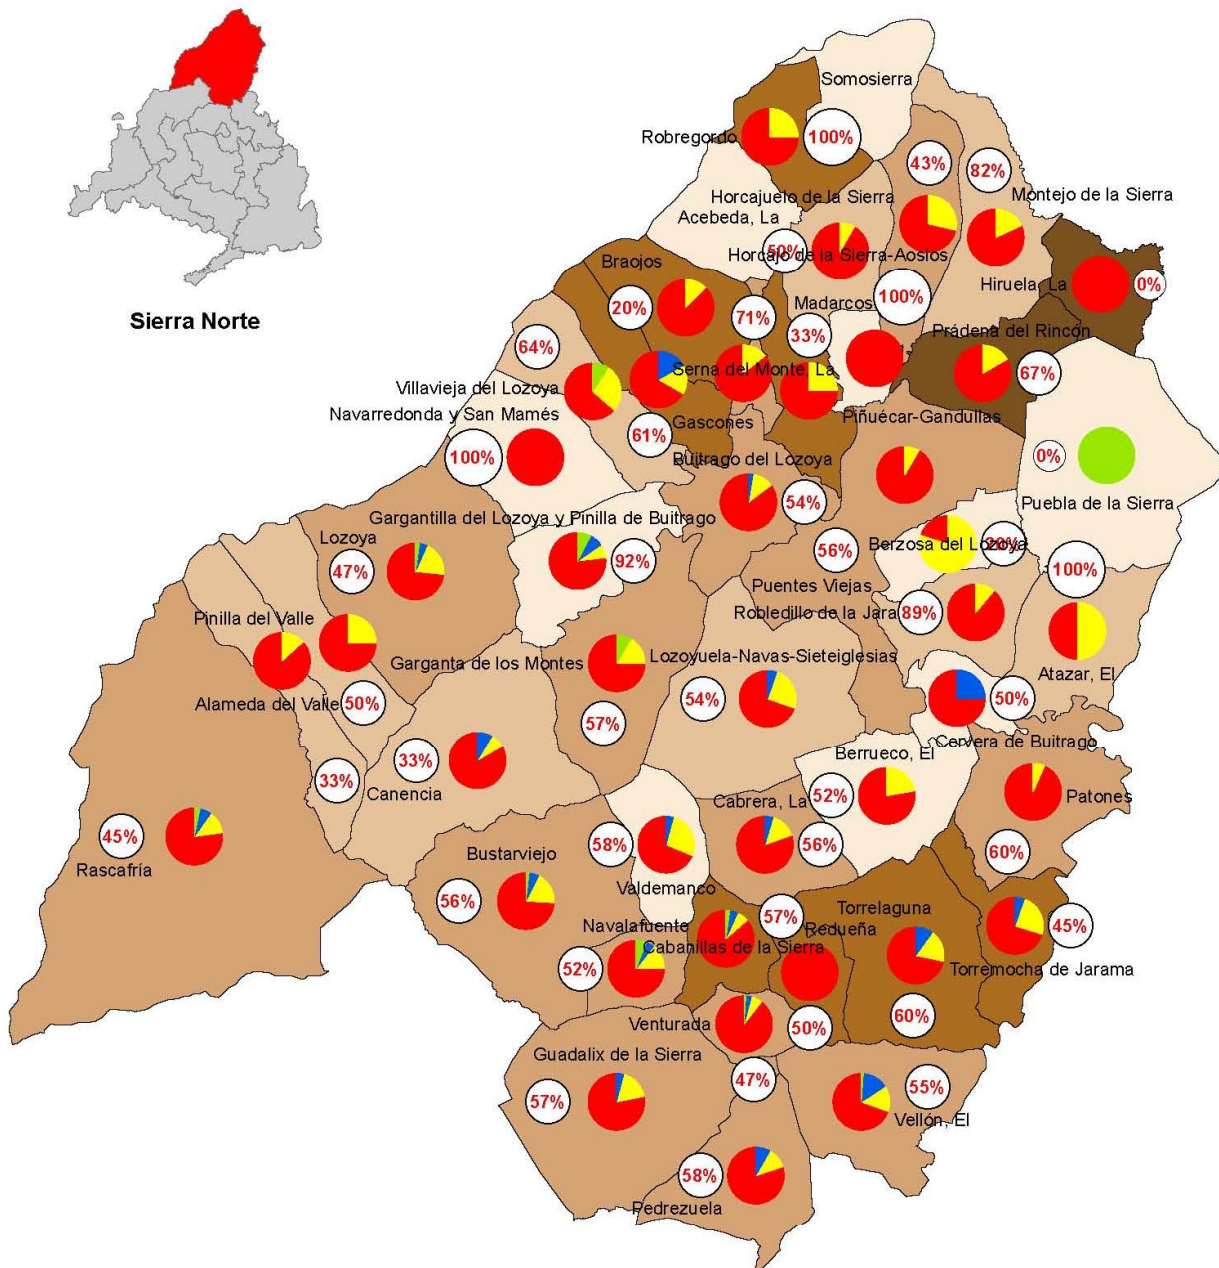 Sierra Norte
Somosierra
Robregordo
100%
43%
82%
Horcajuelo de la Sierra
Montejo de la Sierra
Acebeda, La
50%
Horcajo de la Sierra-Aoslos
Braojos
Madarcos
100%
Hiruela, La
0%
20%
71%
33%
Prádena del Rincón
64%
Serna del Monte, La
67%
Villavieja del Lozoya
Navarredonda y San Mamés
Gascones
Piñuécar-Gandullas
61%
100%
Buitrago del Lozoya
0%
Gargantilla del Lozoya y Pinilla de Buitrago
54%
Puebla de la Sierra
Lozoya
Berzosa del Lozoya
47%
92%
56%
100%
Puentes Viejas
Robledillo de la Jara
89%
Pinilla del Valle
Garganta de los Montes
Lozoyuela-Navas-Sieteiglesias
Atazar, El
Alameda del Valle
50%
54%
50%
57%
Cervera de Buitrago
33%
33%
Berrueco, El
Canencia
52%
Cabrera, La
Patones
45%
58%
56%
60%
Rascafría
Bustarviejo
Valdemanco
56%
Navalafuente
57%
Torrelaguna
Redueña
45%
Cabanillas de la Sierra
52%
Torremocha de Jarama
Venturada
50%
60%
Guadalix de la Sierra
47%
55%
57%
Vellón, El
58%
Pedrezuela